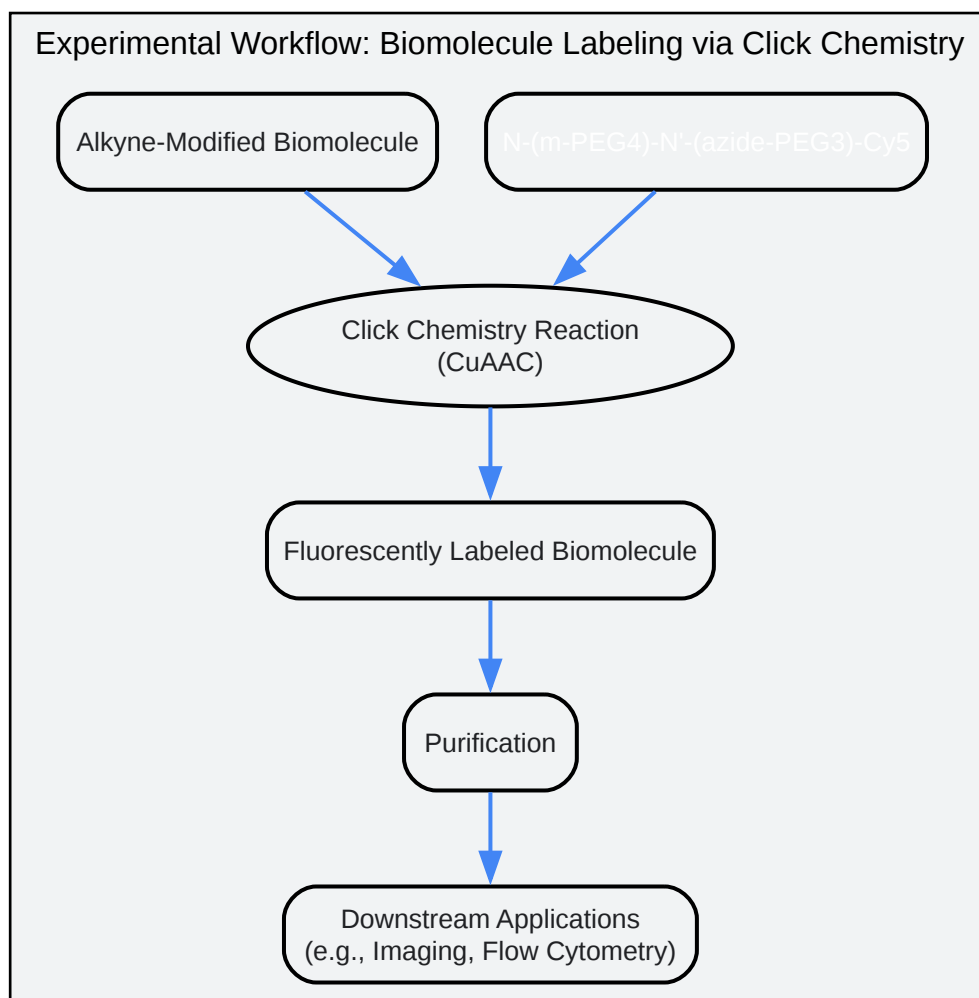 Experimental Workflow: Biomolecule Labeling via Click Chemistry
Alkyne-Modified Biomolecule
N-(m-PEG4)-N'-(azide-PEG3)-Cy5
Click Chemistry Reaction
(CuAAC)
Fluorescently Labeled Biomolecule
Purification
Downstream Applications
(e.g., Imaging, Flow Cytometry)